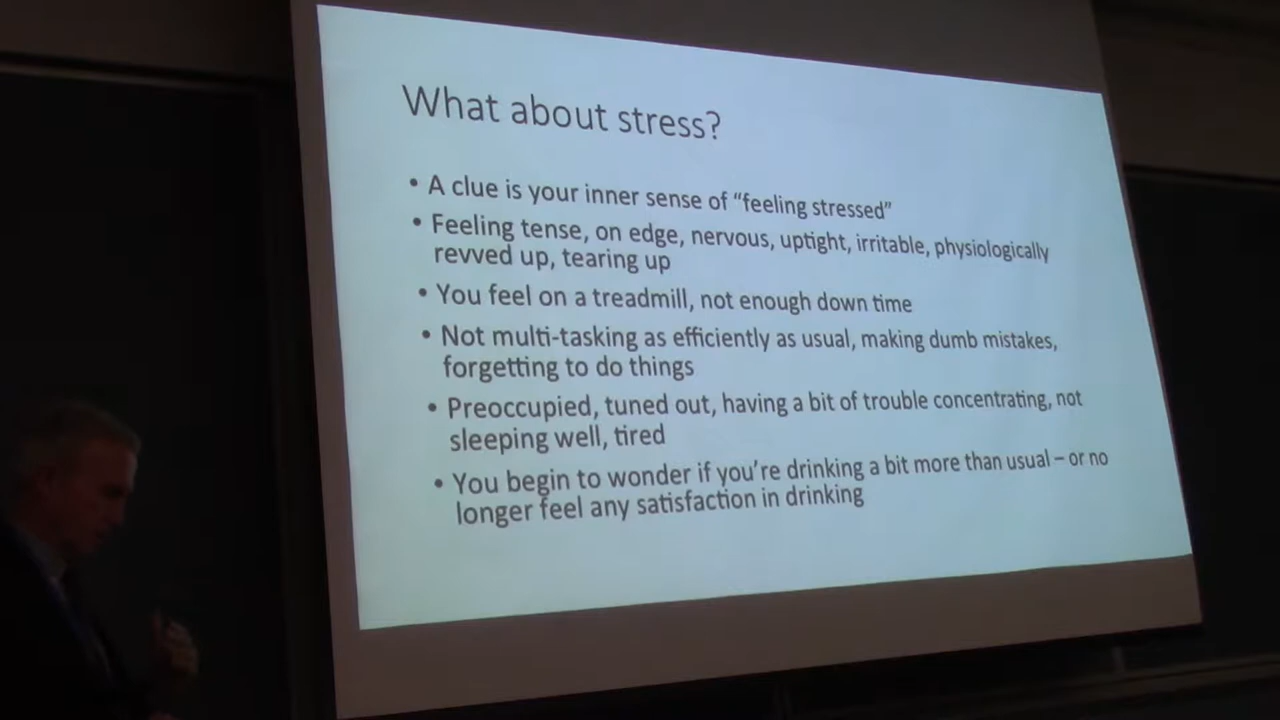 What about stress?
• A clue is your inner sense of “feeling stressed”
• Feeling tense, on edge, nervous, uptight, irritable, physiologically
revved up, tearing up
• You feel on a treadmill, not enough down time
• Not multi-tasking as efficiently as usual, making dumb mistakes,
forgetting to do things
• Preoccupied, tuned out, having a bit of trouble concentrating, not
sleeping well, tired
• You begin to wonder if you’re drinking a bit more than usual – or no
longer feel any satisfaction in drinking